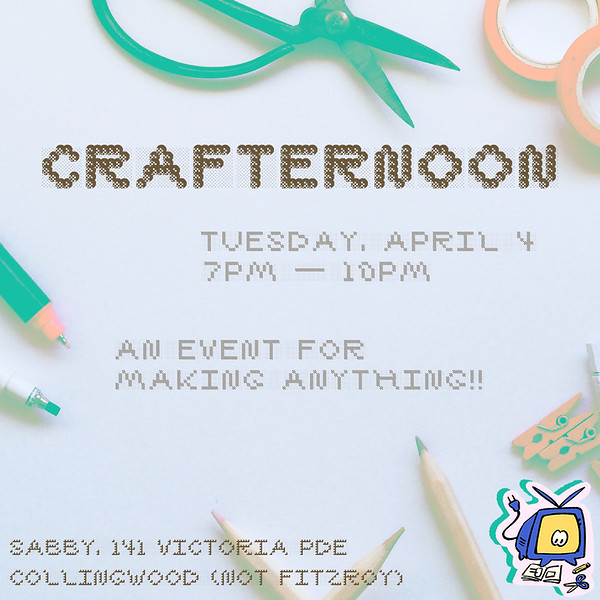 CRAFTERNOON
TUESDAY, APRIL 4
7PM — 10PM
AN EVENT FOR
MAKING ANYTHING!!
SABBY, 141 VICTORIA PDE
COLLINGWOOD (NOT FITZROY)